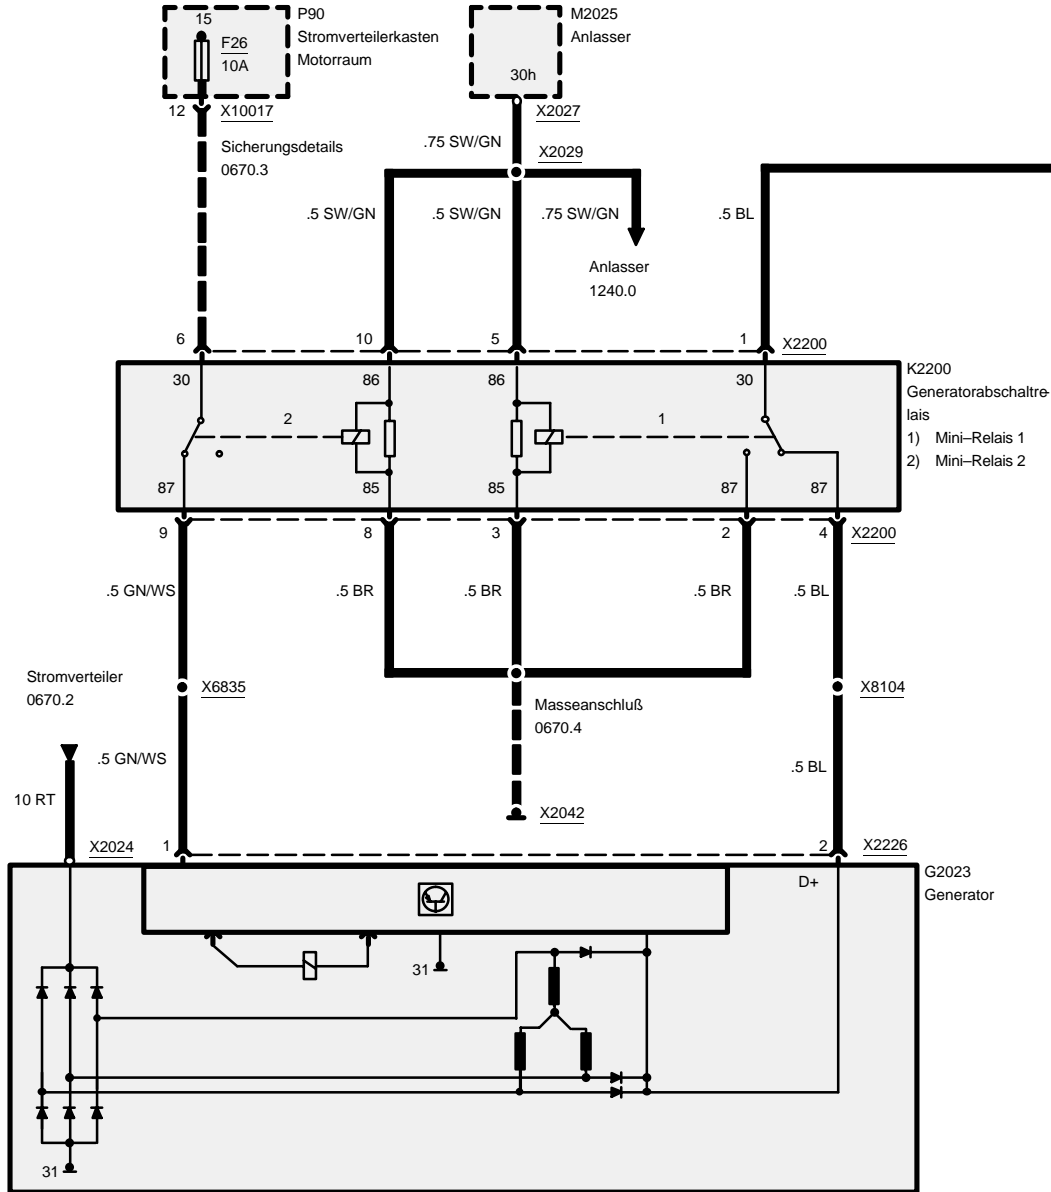 15
F26
10A
P90
Stromverteilerkasten
Motorraum
M2025
Anlasser
30h
12
X10017
X2027
Sicherungsdetails
0670.3
.75 SW/GN
X2029
.5 SW/GN
.5 SW/GN
.75 SW/GN
.5 BL
Anlasser
1240.0
6
10
5
1
X2200
K2200
Generatorabschaltre-
lais
1) Mini–Relais 1
2) Mini–Relais 2
30
86
86
30
2
1
87
85
85
87
87
9
8
3
2
4
X2200
.5 GN/WS
.5 BR
.5 BR
.5 BR
.5 BL
Stromverteiler
0670.2
X6835
X8104
Masseanschluß
0670.4
.5 GN/WS
.5 BL
10 RT
X2042
X2024
1
2
X2226
G2023
Generator
D+
31
31